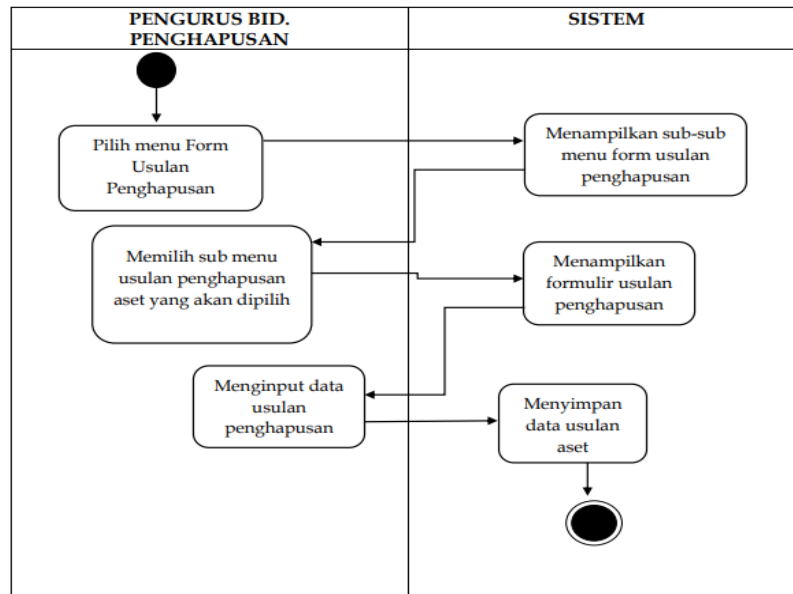 PENGURUS BID.
PENGHAPUSAN
SISTEM
Pilih menu Form
Usulan
Penghapusan
Menampilkan sub-sub
menu form usulan
penghapusan
Memilih sub menu
usulan penghapusan
aset yang akan dipilih
Menampilkan
formulir usulan
penghapusan
Menginput data
usulan
penghapusan
Menyimpan
data usulan
aset